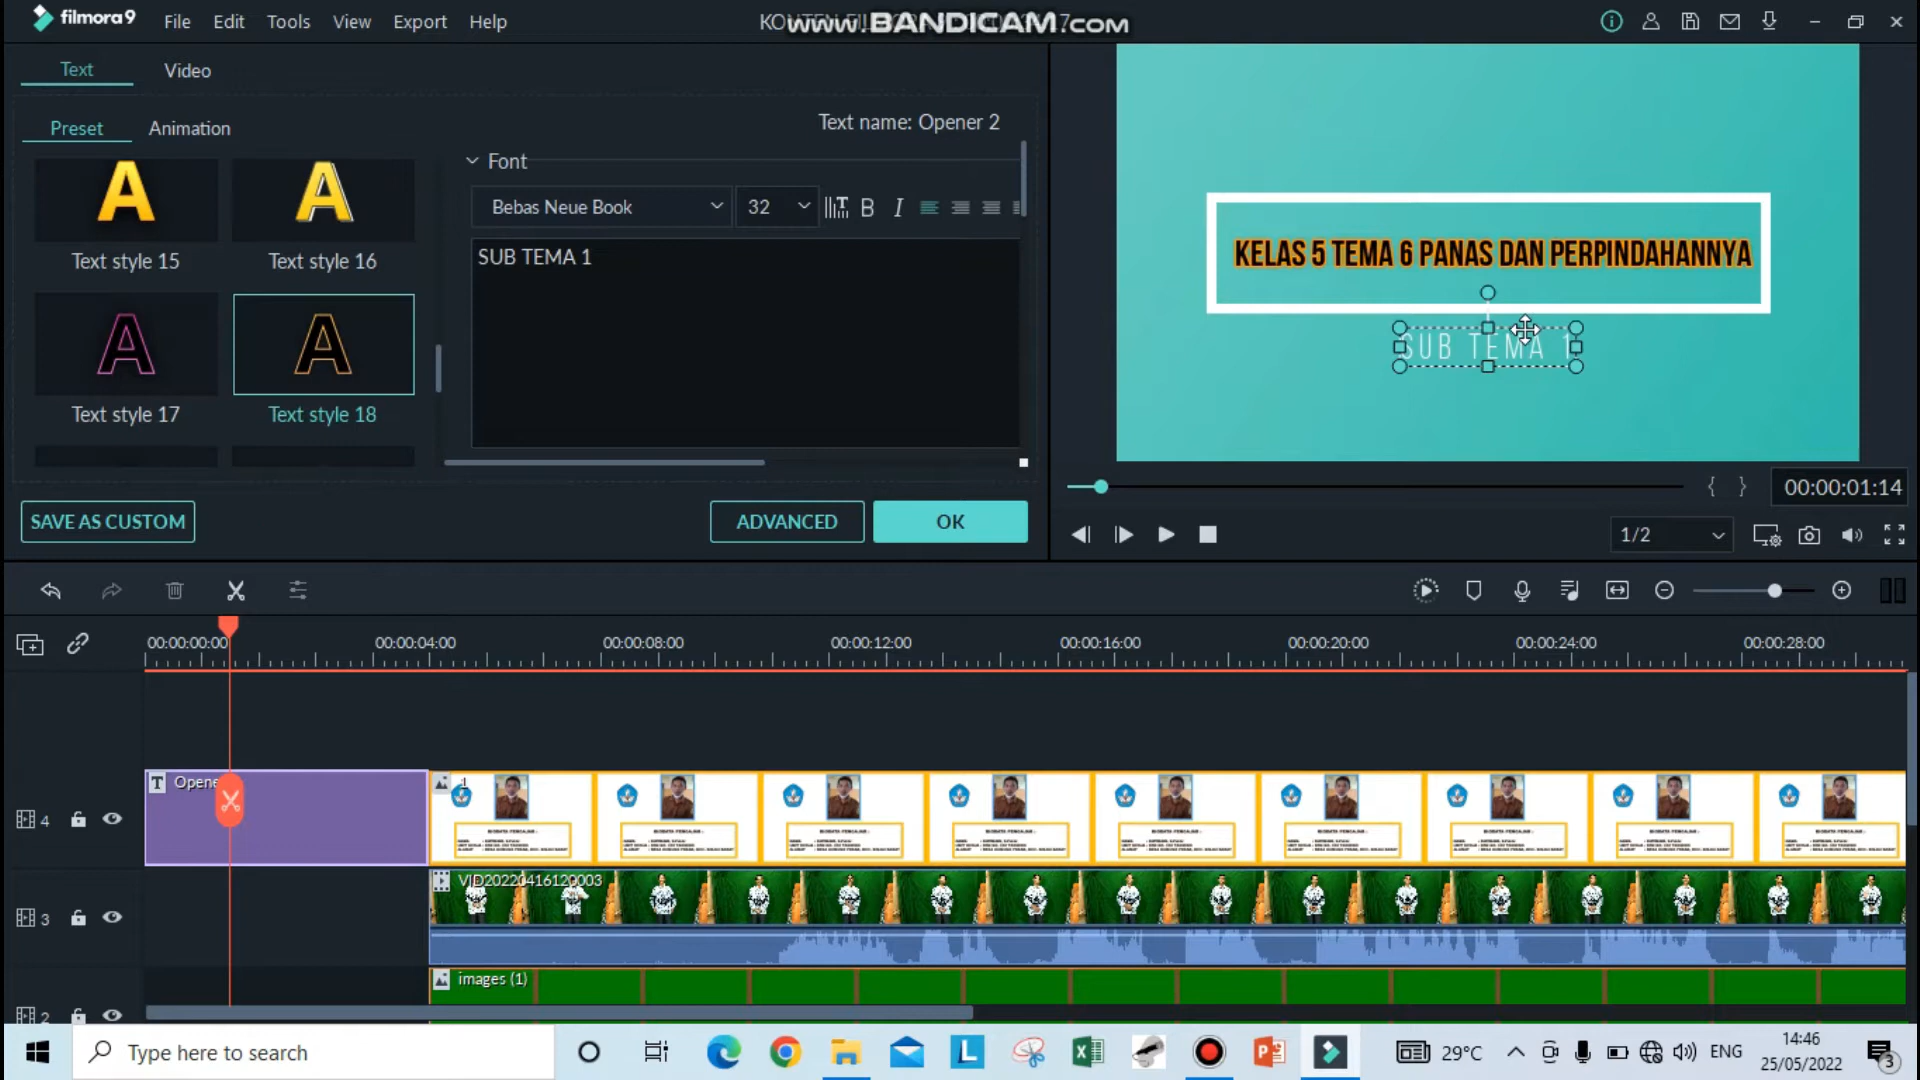 filmora9 File Edit Tools View Export Help
www.BANDICAM.com
Text Video
Preset Animation
Text name: Opener 2
Font
Bebas Neue Book 32 B I
SUB TEMA 1
A A
Text style 15 Text style 16
A A
Text style 17 Text style 18
SAVE AS CUSTOM ADVANCED OK
KELAS 5 TEMA 6 PANAS DAN PERPINDAHANNYA
SUB TEMA 1
{ } 00:00:01:14
1/2
00:00:00:00 00:00:04:00 00:00:08:00 00:00:12:00 00:00:16:00 00:00:20:00 00:00:24:00 00:00:28:00
4
T Opene
3
VID20220416120003
2
images (1)
Type here to search
29°C ENG
14:46
25/05/2022
3